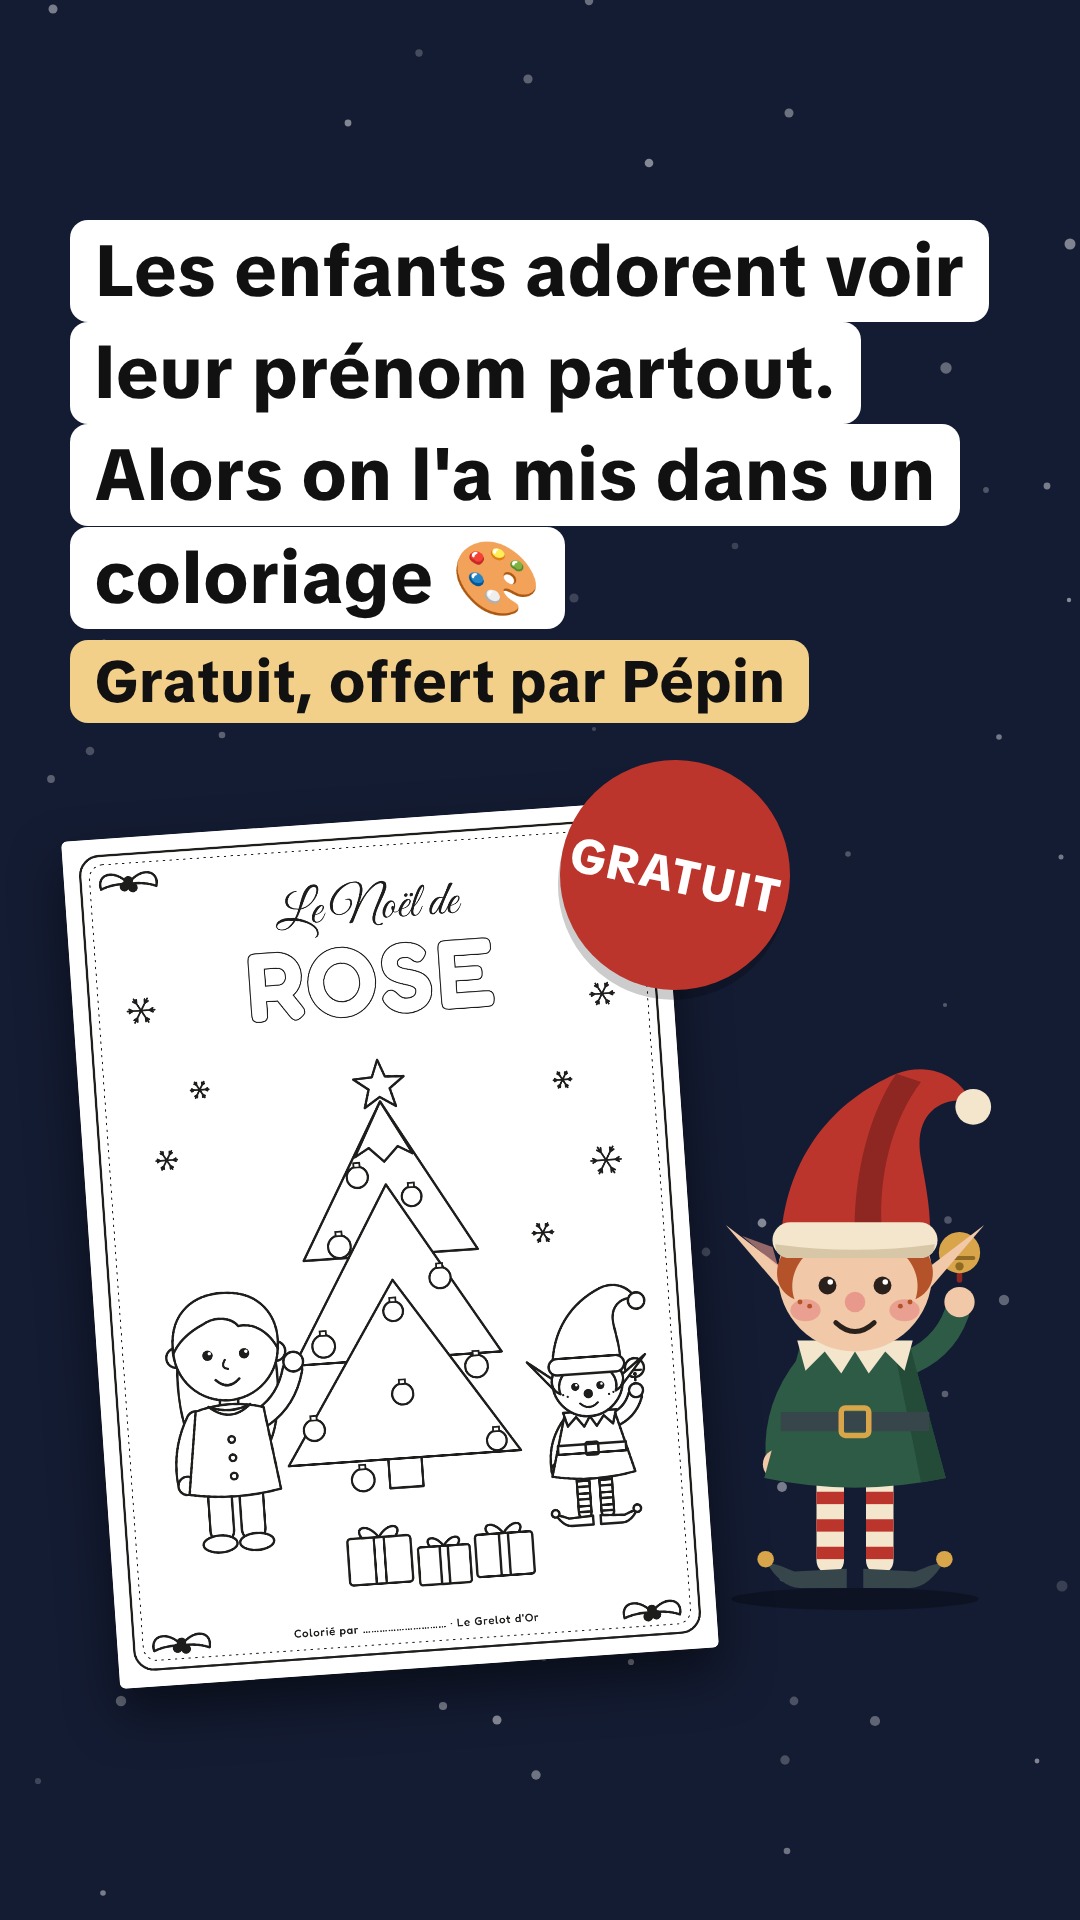 Les enfants adorent voir
leur prénom partout.
Alors on l'a mis dans un
coloriage 🎨
Gratuit, offert par Pépin
GRATUIT
Le Noël de
ROSE
Colorié par ............................ · Le Grelot d'Or